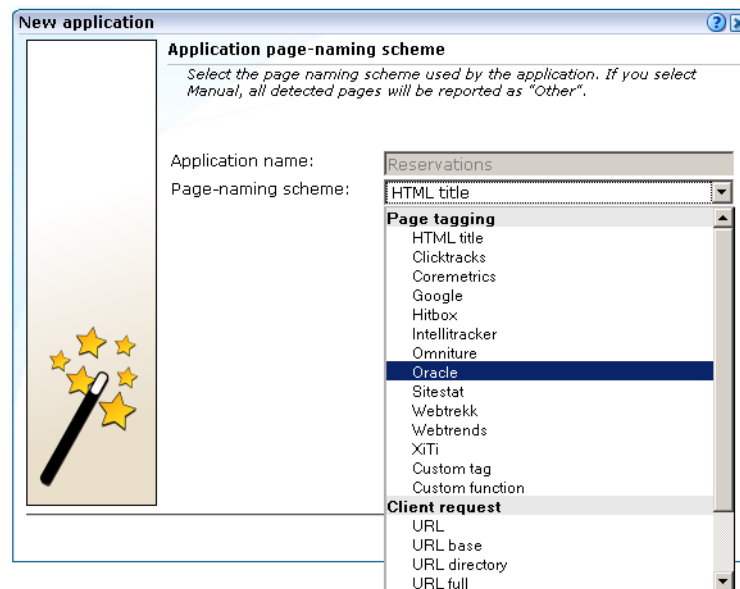 New application
Application page-naming scheme
Select the page naming scheme used by the application. If you select
Manual, all detected pages will be reported as "Other".
Application name:
Reservations
Page-naming scheme:
HTML title
Page tagging
HTML title
Clicktracks
Coremetrics
Google
Hitbox
Intellitracker
Omniture
Oracle
Sitestat
Webtrekk
Webtrends
XiTi
Custom tag
Custom function
Client request
URL
URL base
URL directory
URL full